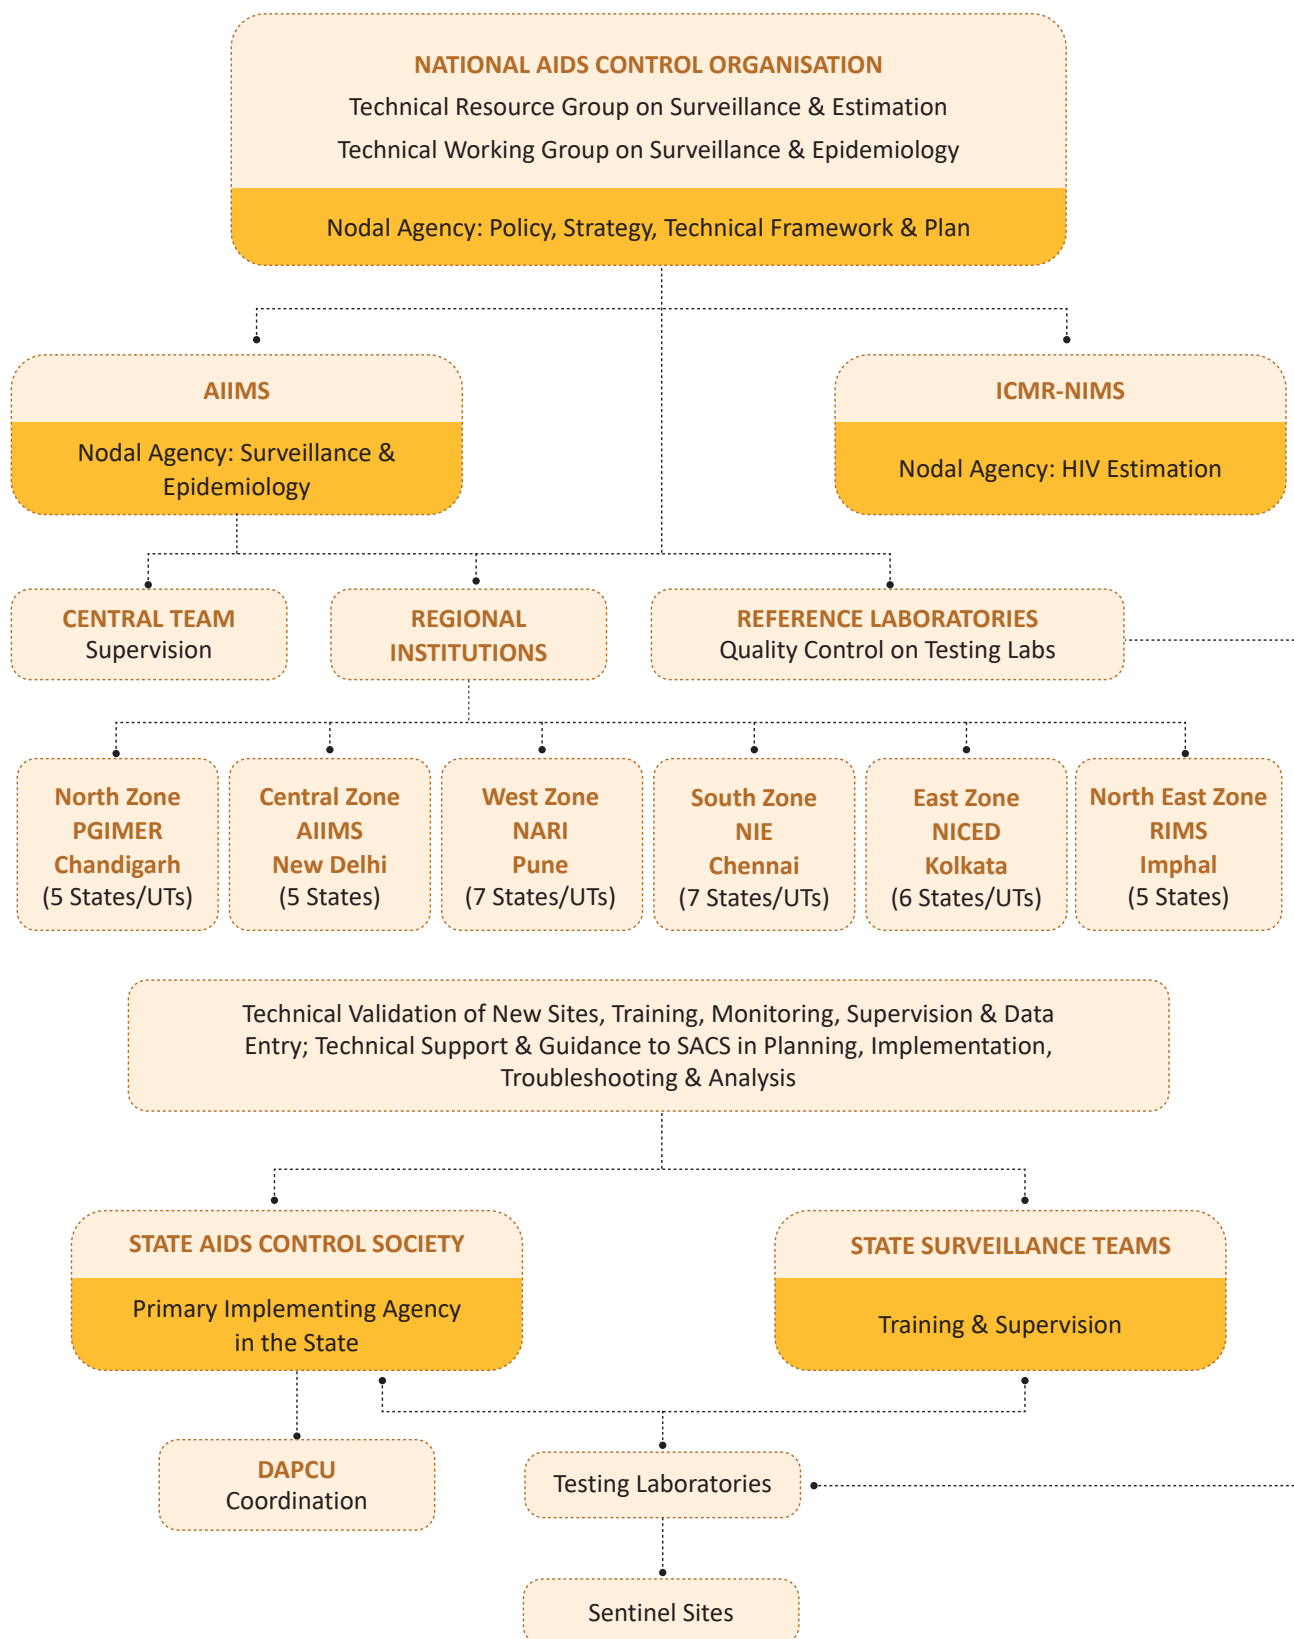 NATIONAL AIDS CONTROL ORGANISATION
Technical Resource Group on Surveillance & Estimation
Technical Working Group on Surveillance & Epidemiology
Nodal Agency: Policy, Strategy, Technical Framework & Plan
AIIMS
Nodal Agency: Surveillance &
Epidemiology
ICMR-NIMS
Nodal Agency: HIV Estimation
CENTRAL TEAM
Supervision
REGIONAL
INSTITUTIONS
REFERENCE LABORATORIES
Quality Control on Testing Labs
North Zone
PGIMER
Chandigarh
(5 States/UTs)
Central Zone
AIIMS
New Delhi
(5 States)
West Zone
NARI
Pune
(7 States/UTs)
South Zone
NIE
Chennai
(7 States/UTs)
East Zone
NICED
Kolkata
(6 States/UTs)
North East Zone
RIMS
Imphal
(5 States)
Technical Validation of New Sites, Training, Monitoring, Supervision & Data
Entry; Technical Support & Guidance to SACS in Planning, Implementation,
Troubleshooting & Analysis
STATE AIDS CONTROL SOCIETY
Primary Implementing Agency
in the State
STATE SURVEILLANCE TEAMS
Training & Supervision
DAPCU
Coordination
Testing Laboratories
Sentinel Sites